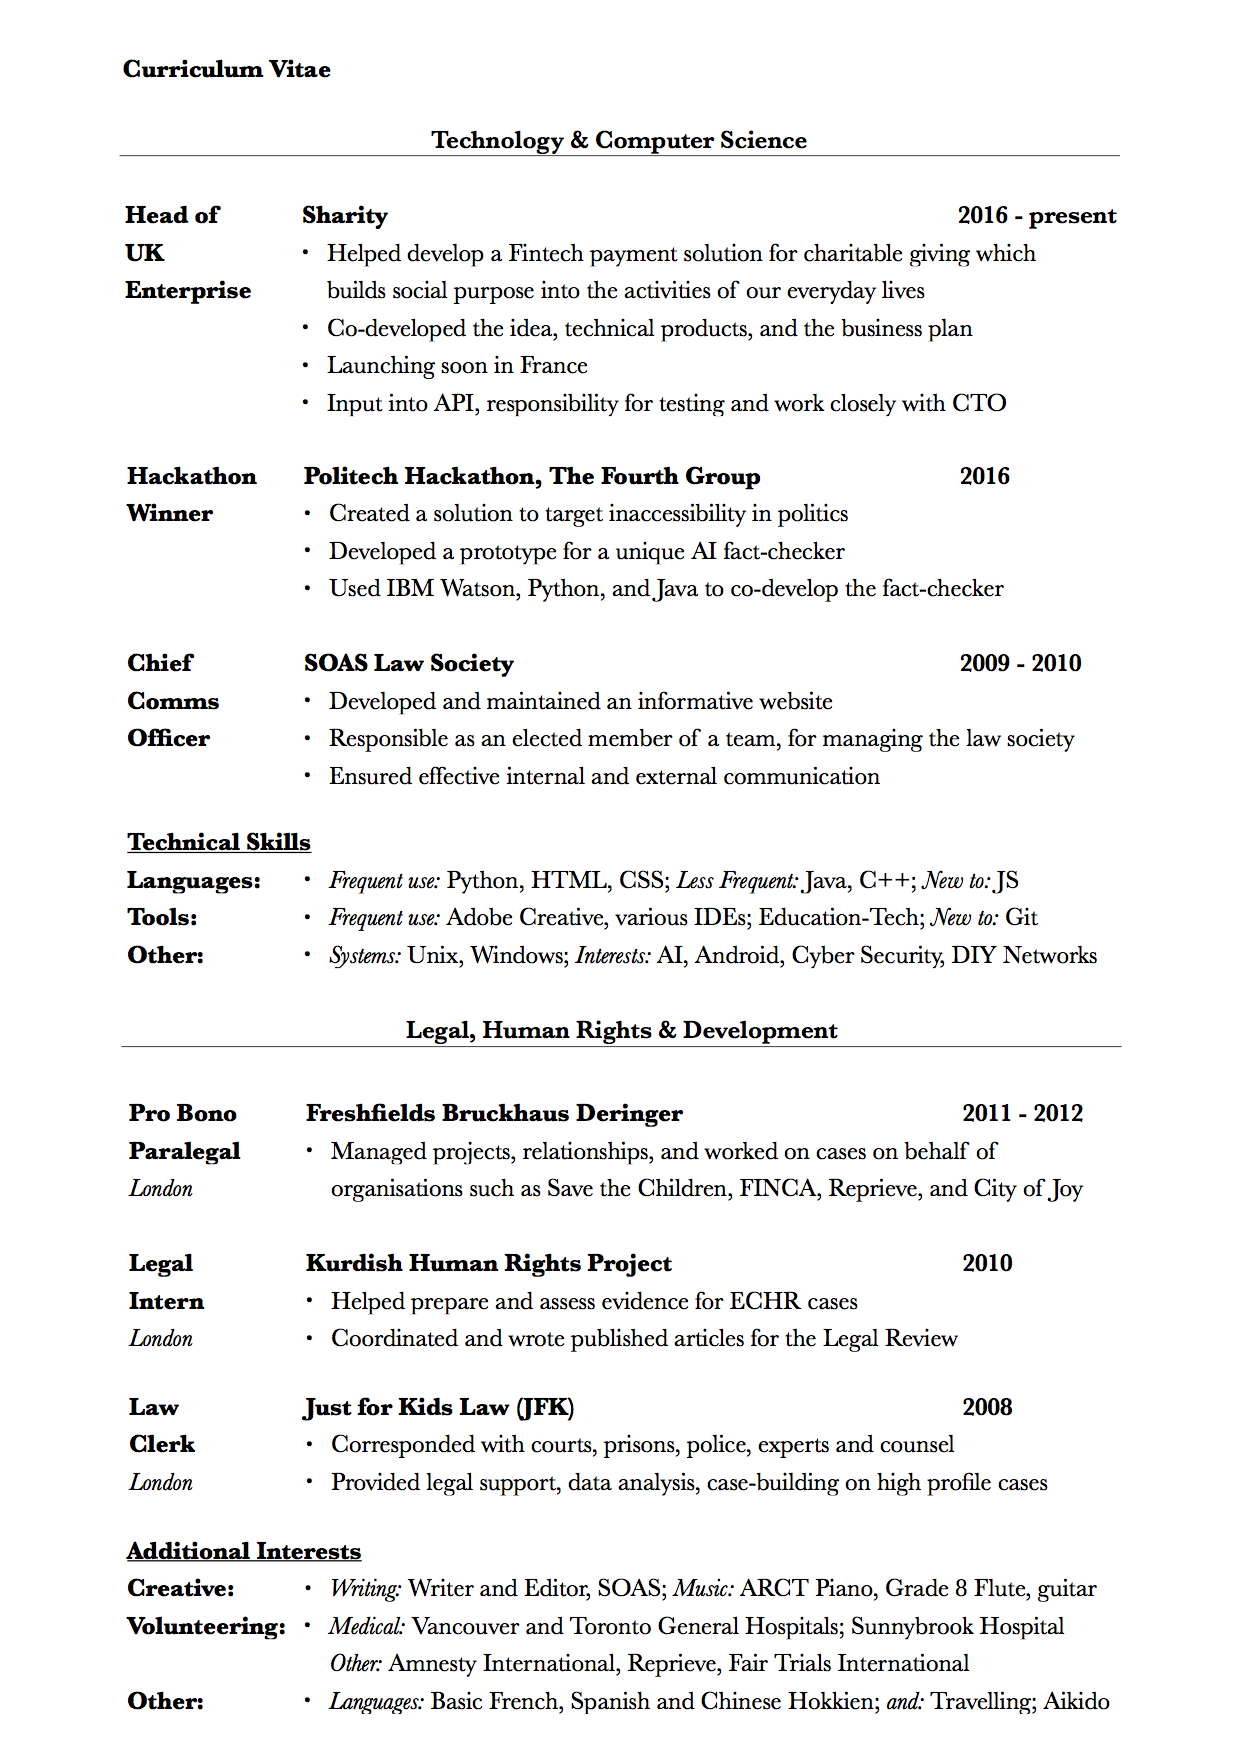 Curriculum Vitae
Technology & Computer Science
Head of Sharity 2016 - present
UK • Helped develop a Fintech payment solution for charitable giving which
Enterprise builds social purpose into the activities of our everyday lives
• Co-developed the idea, technical products, and the business plan
• Launching soon in France
• Input into API, responsibility for testing and work closely with CTO
Hackathon Politech Hackathon, The Fourth Group 2016
Winner • Created a solution to target inaccessibility in politics
• Developed a prototype for a unique AI fact-checker
• Used IBM Watson, Python, and Java to co-develop the fact-checker
Chief SOAS Law Society 2009 - 2010
Comms • Developed and maintained an informative website
Officer • Responsible as an elected member of a team, for managing the law society
• Ensured effective internal and external communication
Technical Skills
Languages: • Frequent use: Python, HTML, CSS; Less Frequent: Java, C++; New to: JS
Tools: • Frequent use: Adobe Creative, various IDEs; Education-Tech; New to: Git
Other: • Systems: Unix, Windows; Interests: AI, Android, Cyber Security, DIY Networks
Legal, Human Rights & Development
Pro Bono Freshfields Bruckhaus Deringer 2011 - 2012
Paralegal • Managed projects, relationships, and worked on cases on behalf of
London organisations such as Save the Children, FINCA, Reprieve, and City of Joy
Legal Kurdish Human Rights Project 2010
Intern • Helped prepare and assess evidence for ECHR cases
London • Coordinated and wrote published articles for the Legal Review
Law Just for Kids Law (JFK) 2008
Clerk • Corresponded with courts, prisons, police, experts and counsel
London • Provided legal support, data analysis, case-building on high profile cases
Additional Interests
Creative: • Writing: Writer and Editor, SOAS; Music: ARCT Piano, Grade 8 Flute, guitar
Volunteering: • Medical: Vancouver and Toronto General Hospitals; Sunnybrook Hospital
Other: Amnesty International, Reprieve, Fair Trials International
Other: • Languages: Basic French, Spanish and Chinese Hokkien; and: Travelling; Aikido